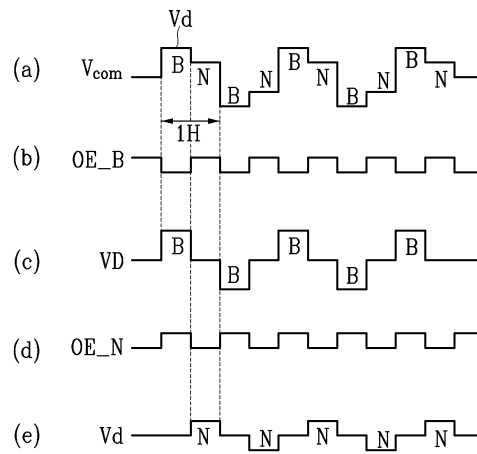 Vd
(a) Vcom B N B N B N B N B N
1H
(b) OE_B
(c) VD B B B B B
(d) OE_N
(e) Vd N N N N N